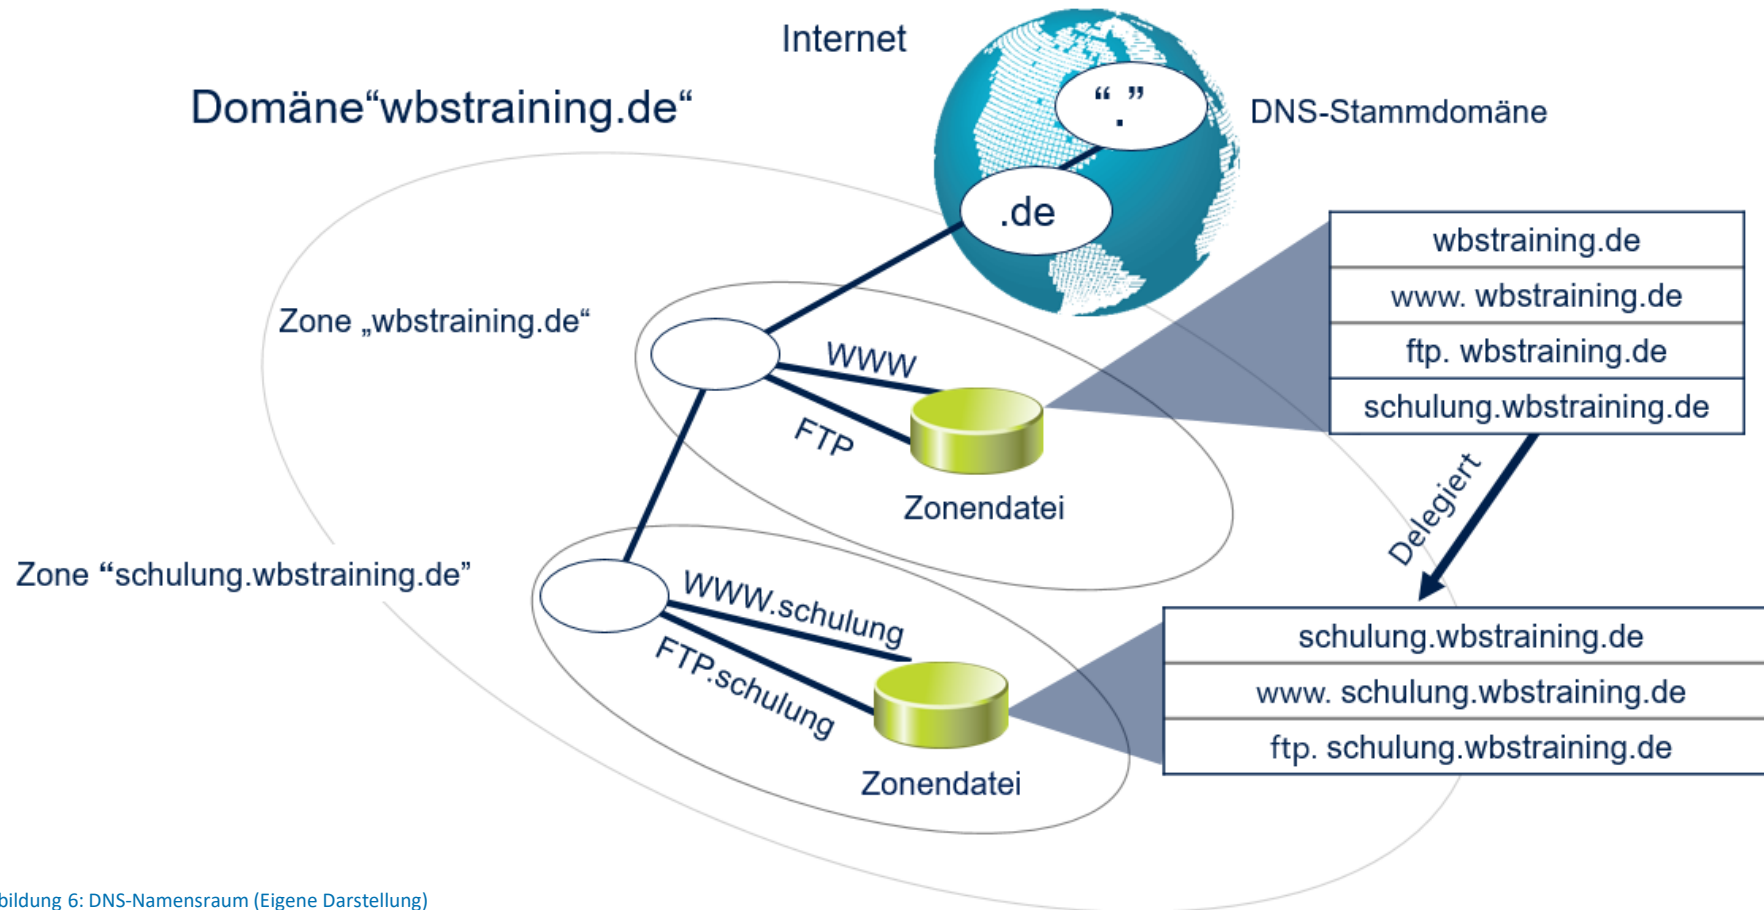 Internet
Domäne“wbstraining.de“
“.”
DNS-Stammdomäne
.de
wbstraining.de
www. wbstraining.de
ftp. wbstraining.de
schulung.wbstraining.de
Zone „wbstraining.de“
WWW
FTP
Zonendatei
Delegiert
Zone “schulung.wbstraining.de”
WWW.schulung
FTP.schulung
Zonendatei
schulung.wbstraining.de
www. schulung.wbstraining.de
ftp. schulung.wbstraining.de
bildung 6: DNS-Namensraum (Eigene Darstellung)